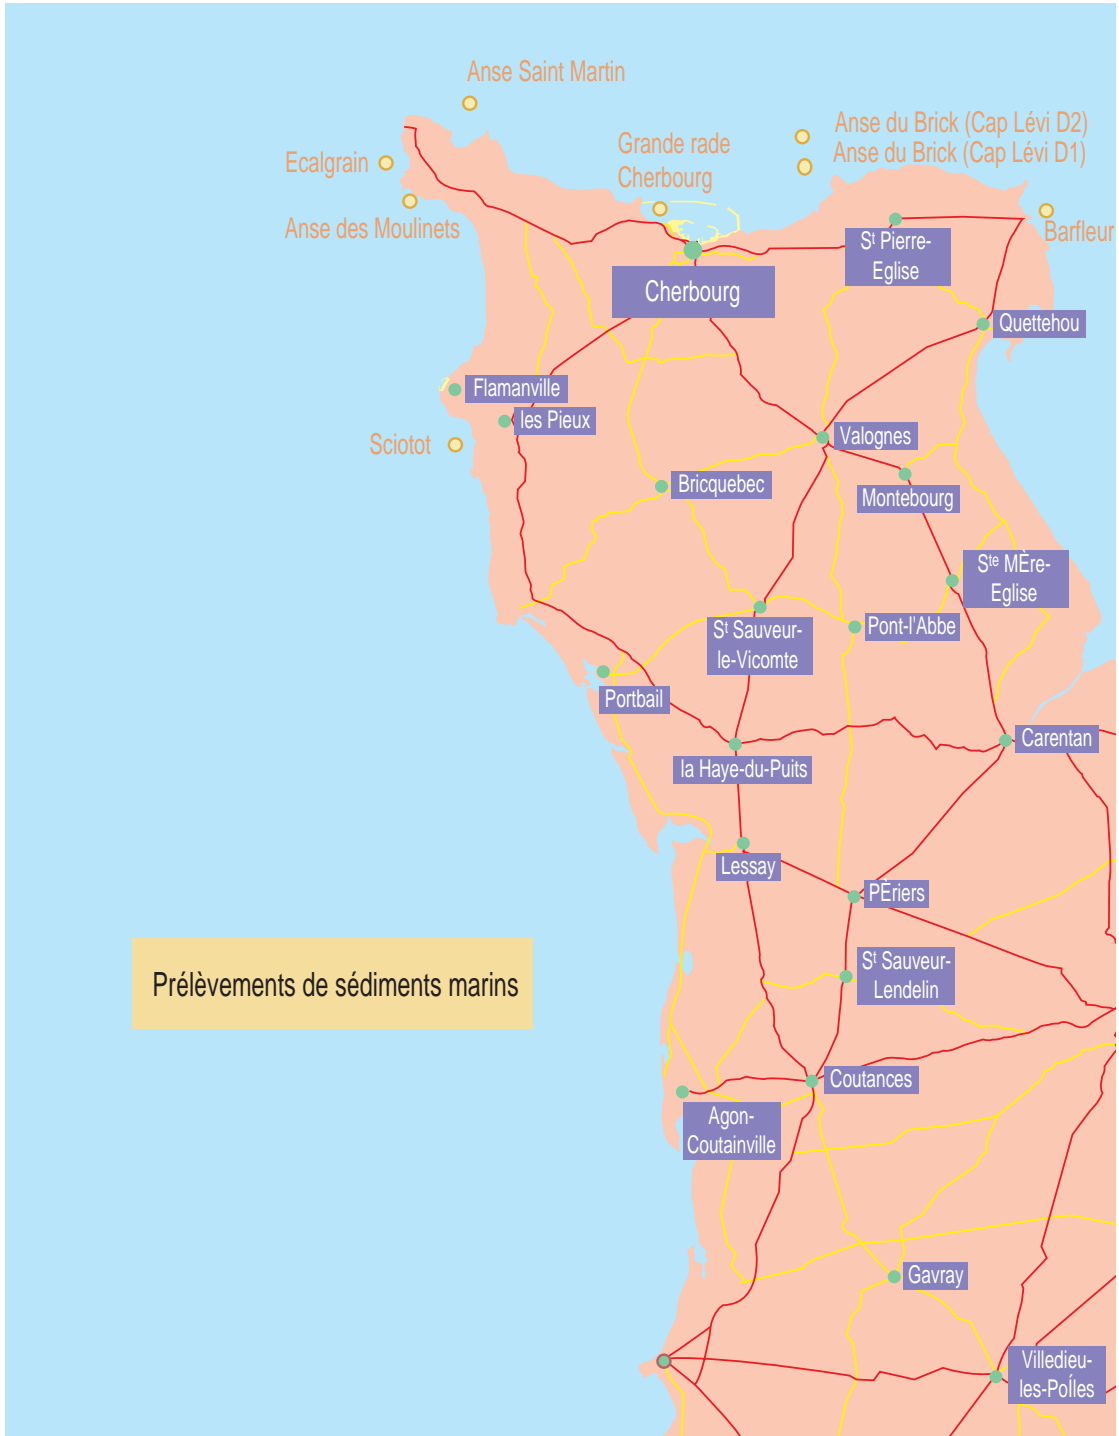 Anse Saint Martin
Anse du Brick (Cap Lévi D2)
Anse du Brick (Cap Lévi D1)
Grande rade
Cherbourg
Ecalgrain
Anse des Moulinets
Barfleur
St Pierre-
Eglise
Cherbourg
Quettehou
Flamanville
les Pieux
Sciotot
Valognes
Bricquebec
Montebourg
Ste MÈre-
Eglise
St Sauveur-
le-Vicomte
Pont-l'Abbe
Portbail
Carentan
la Haye-du-Puits
Lessay
PÈriers
St Sauveur-
Lendelin
Prélèvements de sédiments marins
Coutances
Agon-
Coutainville
Gavray
Villedieu-
les-PoÍles